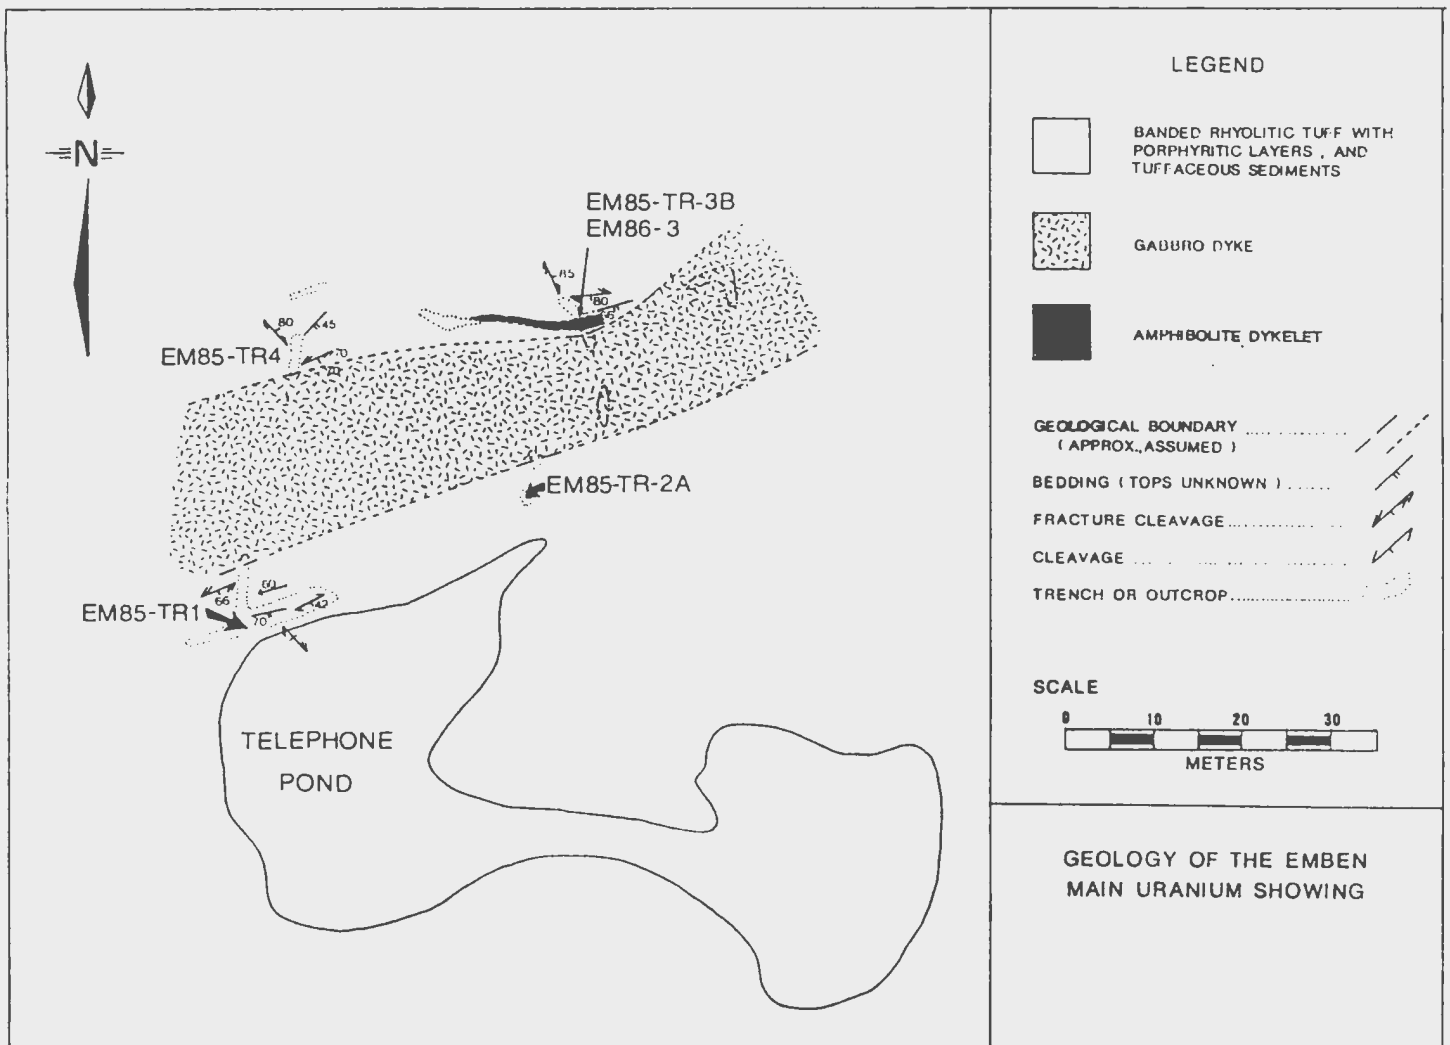 N
EM85-TR-3B
EM86-3
85
80
80
45
EM85-TR4
70
EM85-TR-2A
60
66
42
EM85-TR1
70
TELEPHONE
POND
LEGEND
BANDED RHYOLITIC TUFF WITH
PORPHYRITIC LAYERS , AND
TUFFACEOUS SEDIMENTS
GABBRO DYKE
AMPHIBOLITE DYKELET
GEOLOGICAL BOUNDARY
( APPROX., ASSUMED )
BEDDING ( TOPS UNKNOWN )
FRACTURE CLEAVAGE
CLEAVAGE
TRENCH OR OUTCROP
SCALE
0 10 20 30
METERS
GEOLOGY OF THE EMBEN
MAIN URANIUM SHOWING